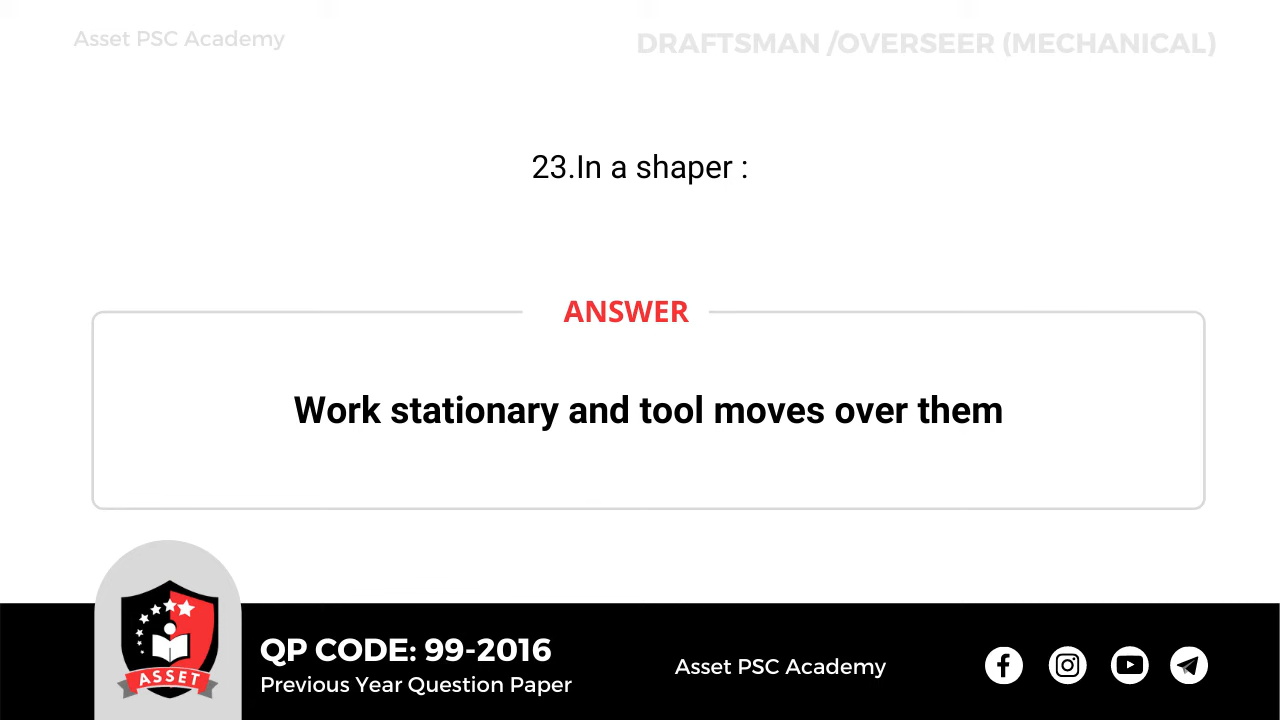 Asset PSC Academy
DRAFTSMAN /OVERSEER (MECHANICAL)
23.In a shaper :
ANSWER
Work stationary and tool moves over them
ASSET
QP CODE: 99-2016
Previous Year Question Paper
Asset PSC Academy